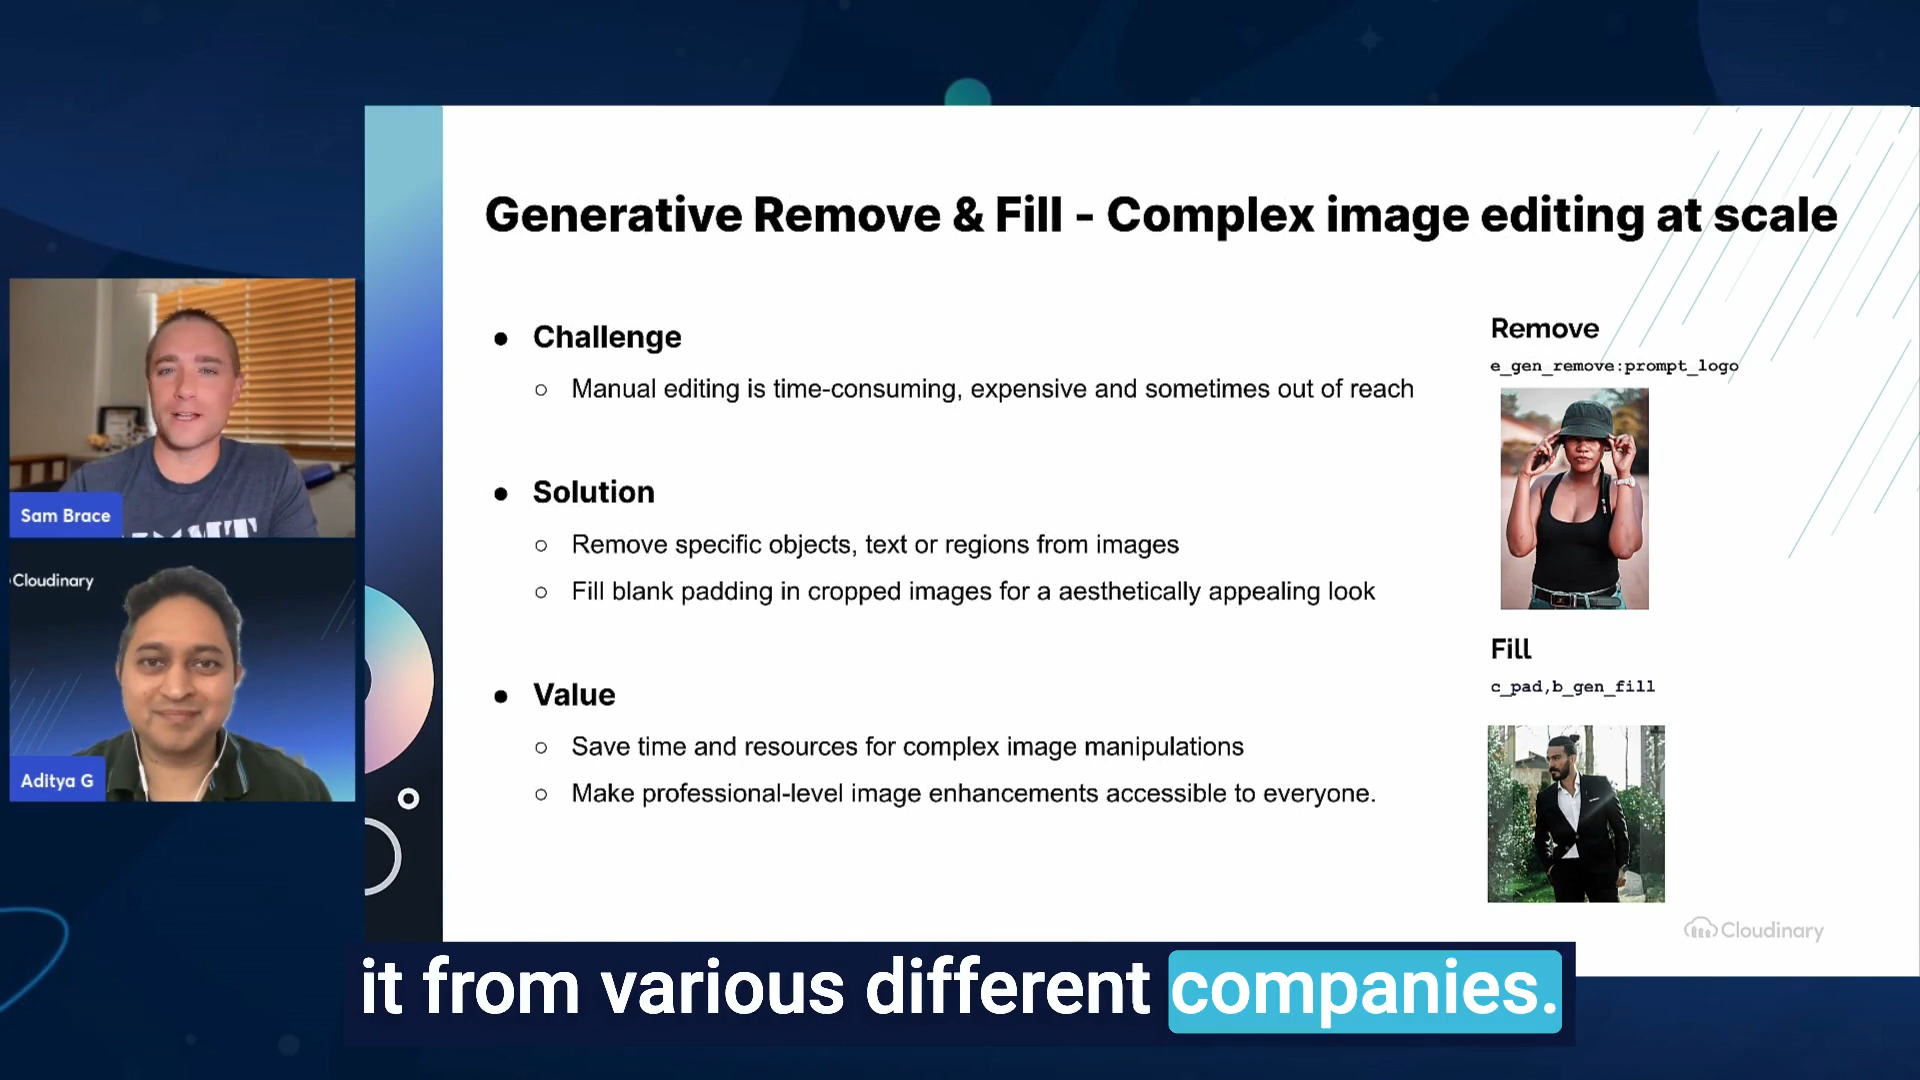 Generative Remove & Fill - Complex image editing at scale
● Challenge
○ Manual editing is time-consuming, expensive and sometimes out of reach
● Solution
○ Remove specific objects, text or regions from images
○ Fill blank padding in cropped images for a aesthetically appealing look
● Value
○ Save time and resources for complex image manipulations
○ Make professional-level image enhancements accessible to everyone.
Remove
e_gen_remove:prompt_logo
Fill
c_pad,b_gen_fill
Cloudinary
Sam Brace
Cloudinary
Aditya G
it from various different companies.